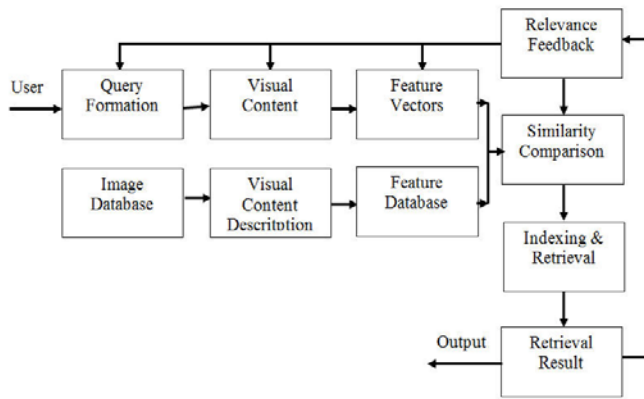 Relevance
Feedback
User
Query
Formation
Visual
Content
Feature
Vectors
Similarity
Comparison
Image
Database
Visual
Content
Descritption
Feature
Database
Indexing &
Retrieval
Output
Retrieval
Result